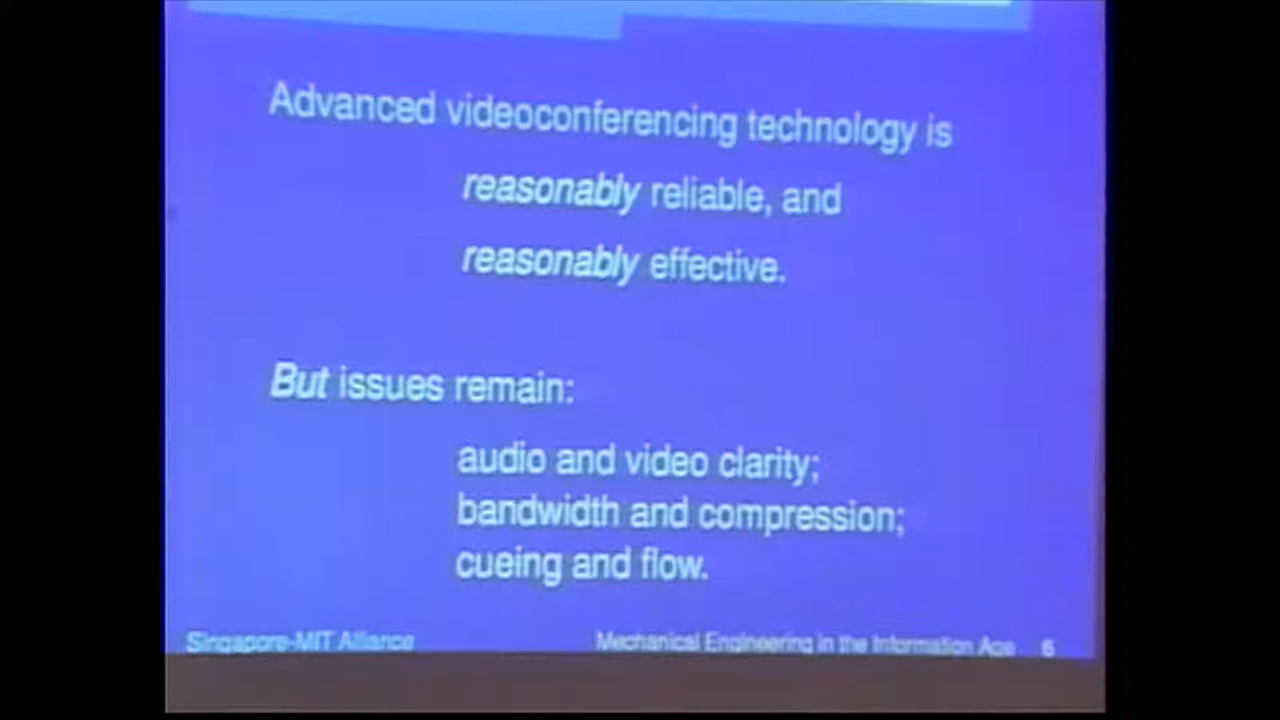 Advanced videoconferencing technology is
reasonably reliable, and
reasonably effective.
But issues remain:
audio and video clarity;
bandwidth and compression;
cueing and flow.
Singapore-MIT Alliance
Mechanical Engineering in the Information Age 6